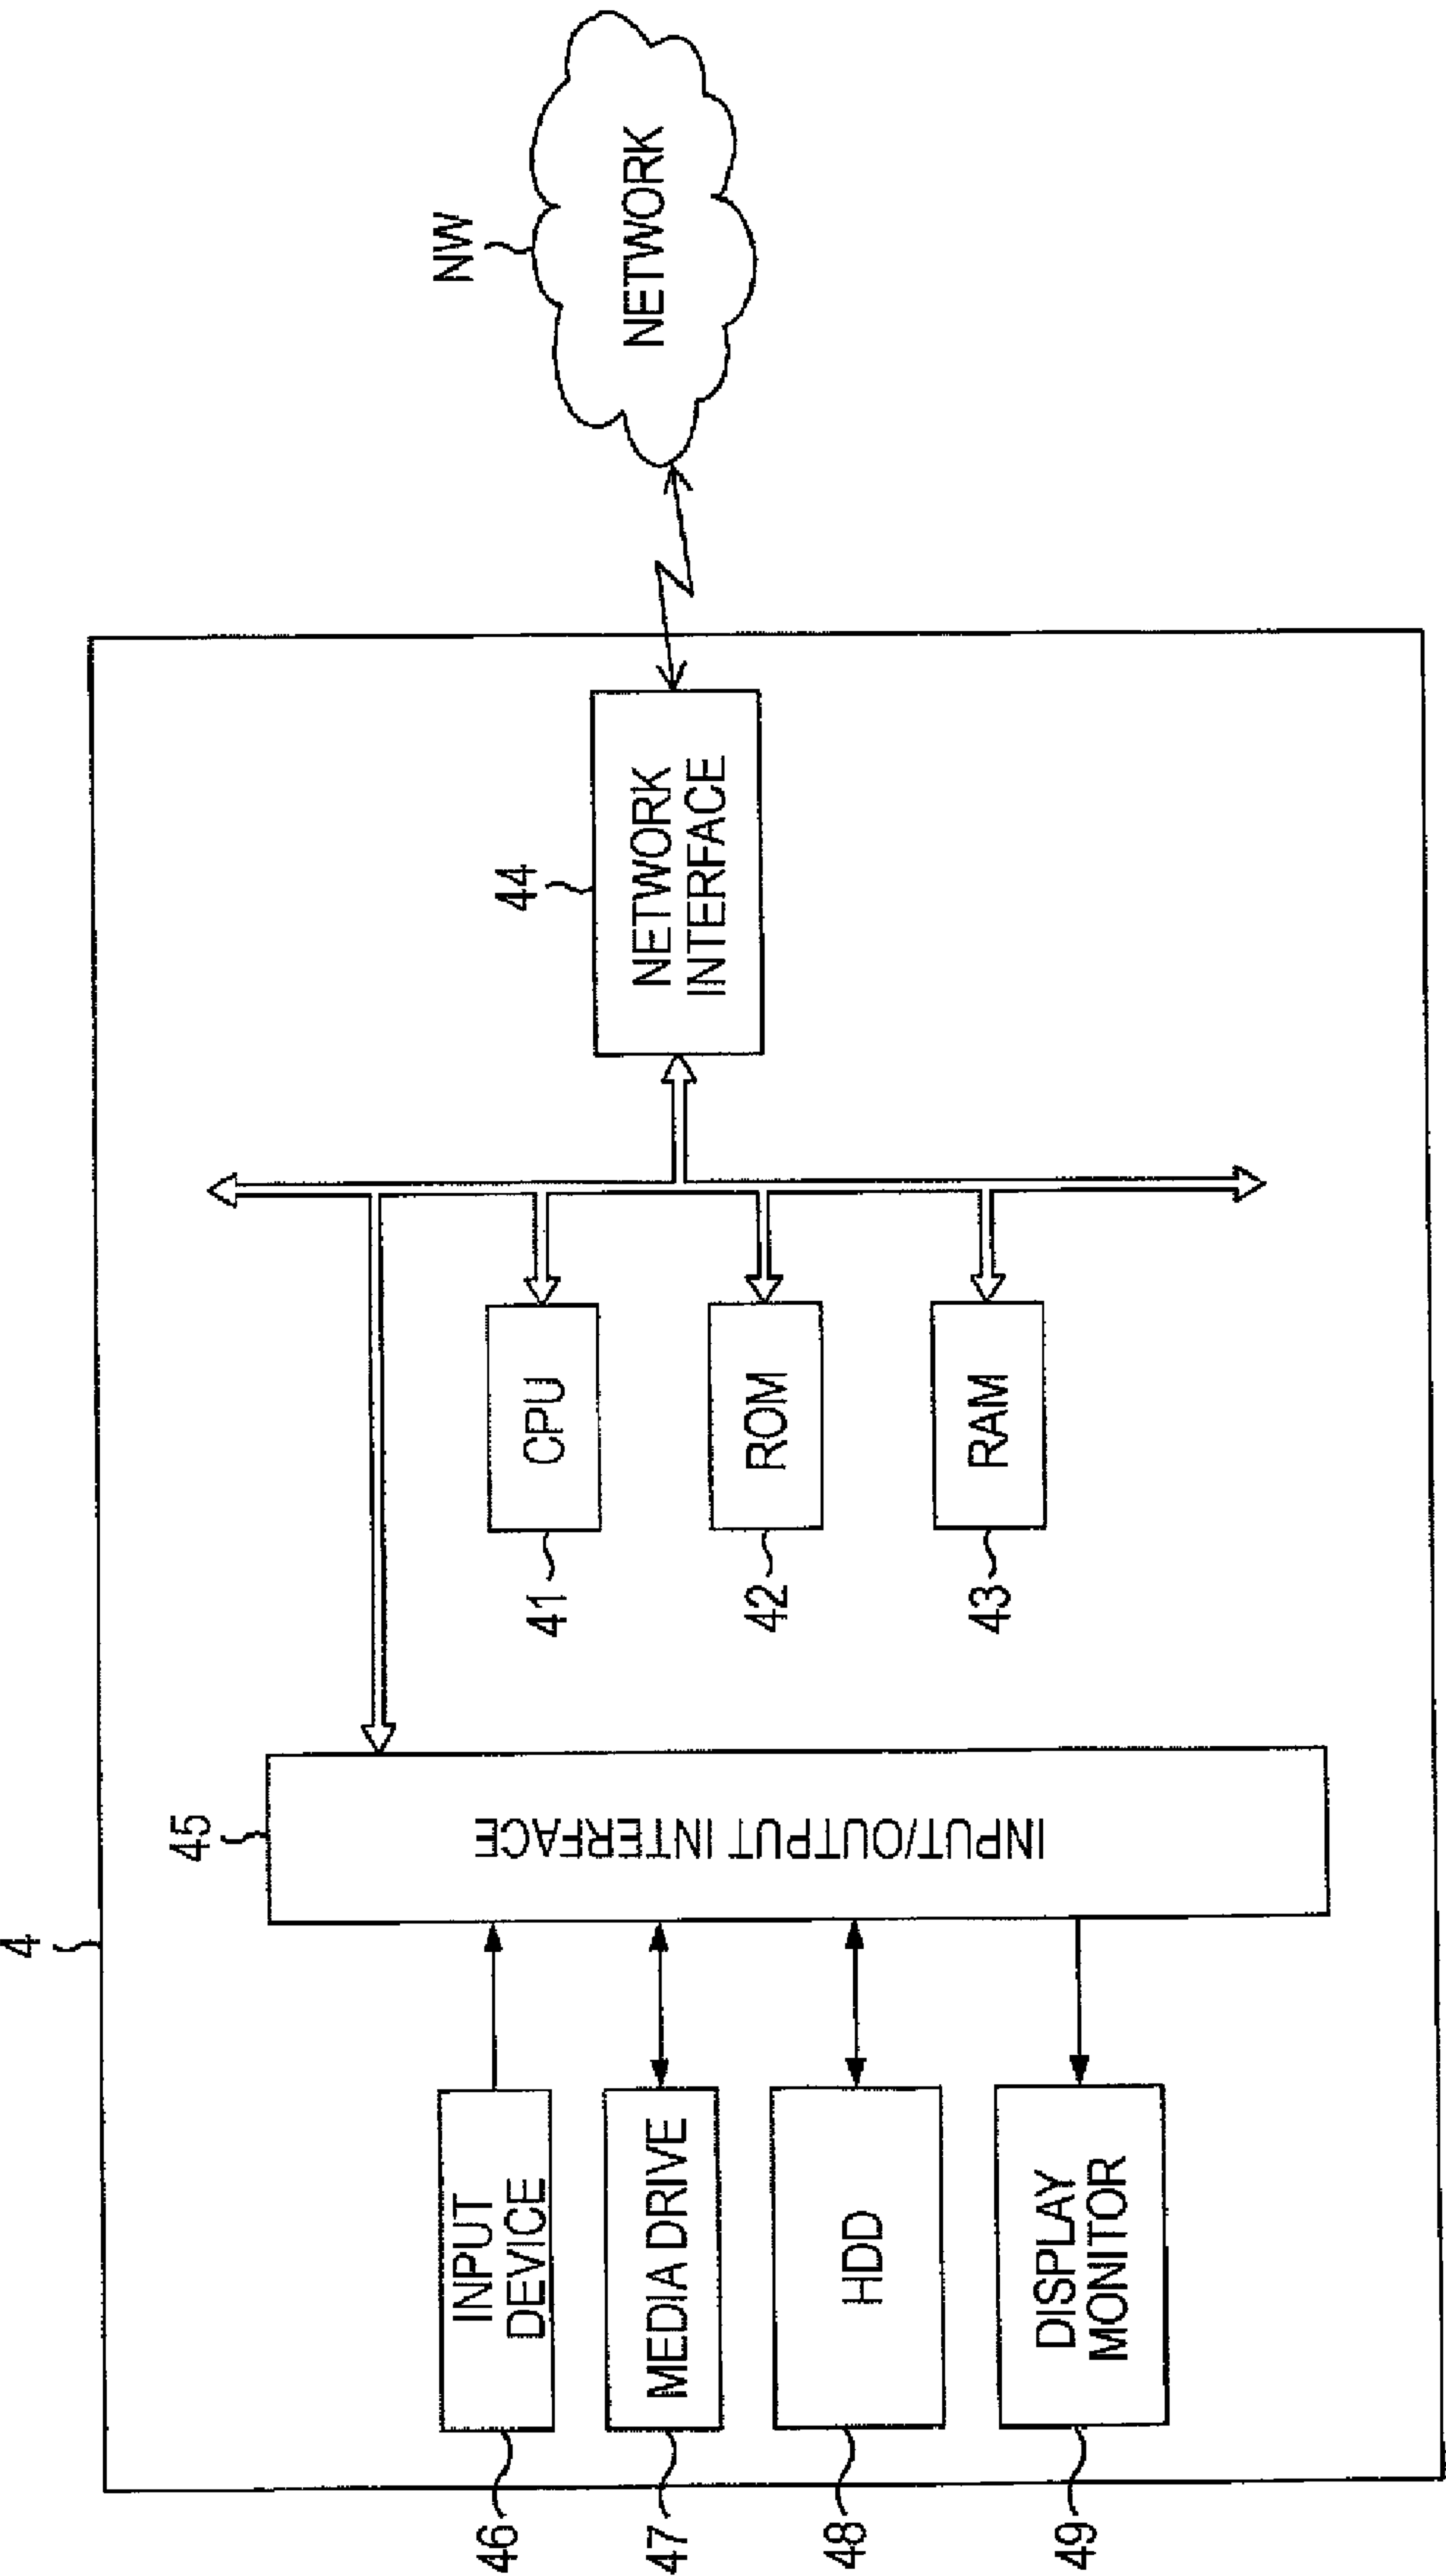 4
46
INPUT
DEVICE
47
MEDIA DRIVE
48
HDD
49
DISPLAY
MONITOR
45
INPUT/OUTPUT INTERFACE
41
CPU
42
ROM
43
RAM
44
NETWORK
INTERFACE
NW
NETWORK